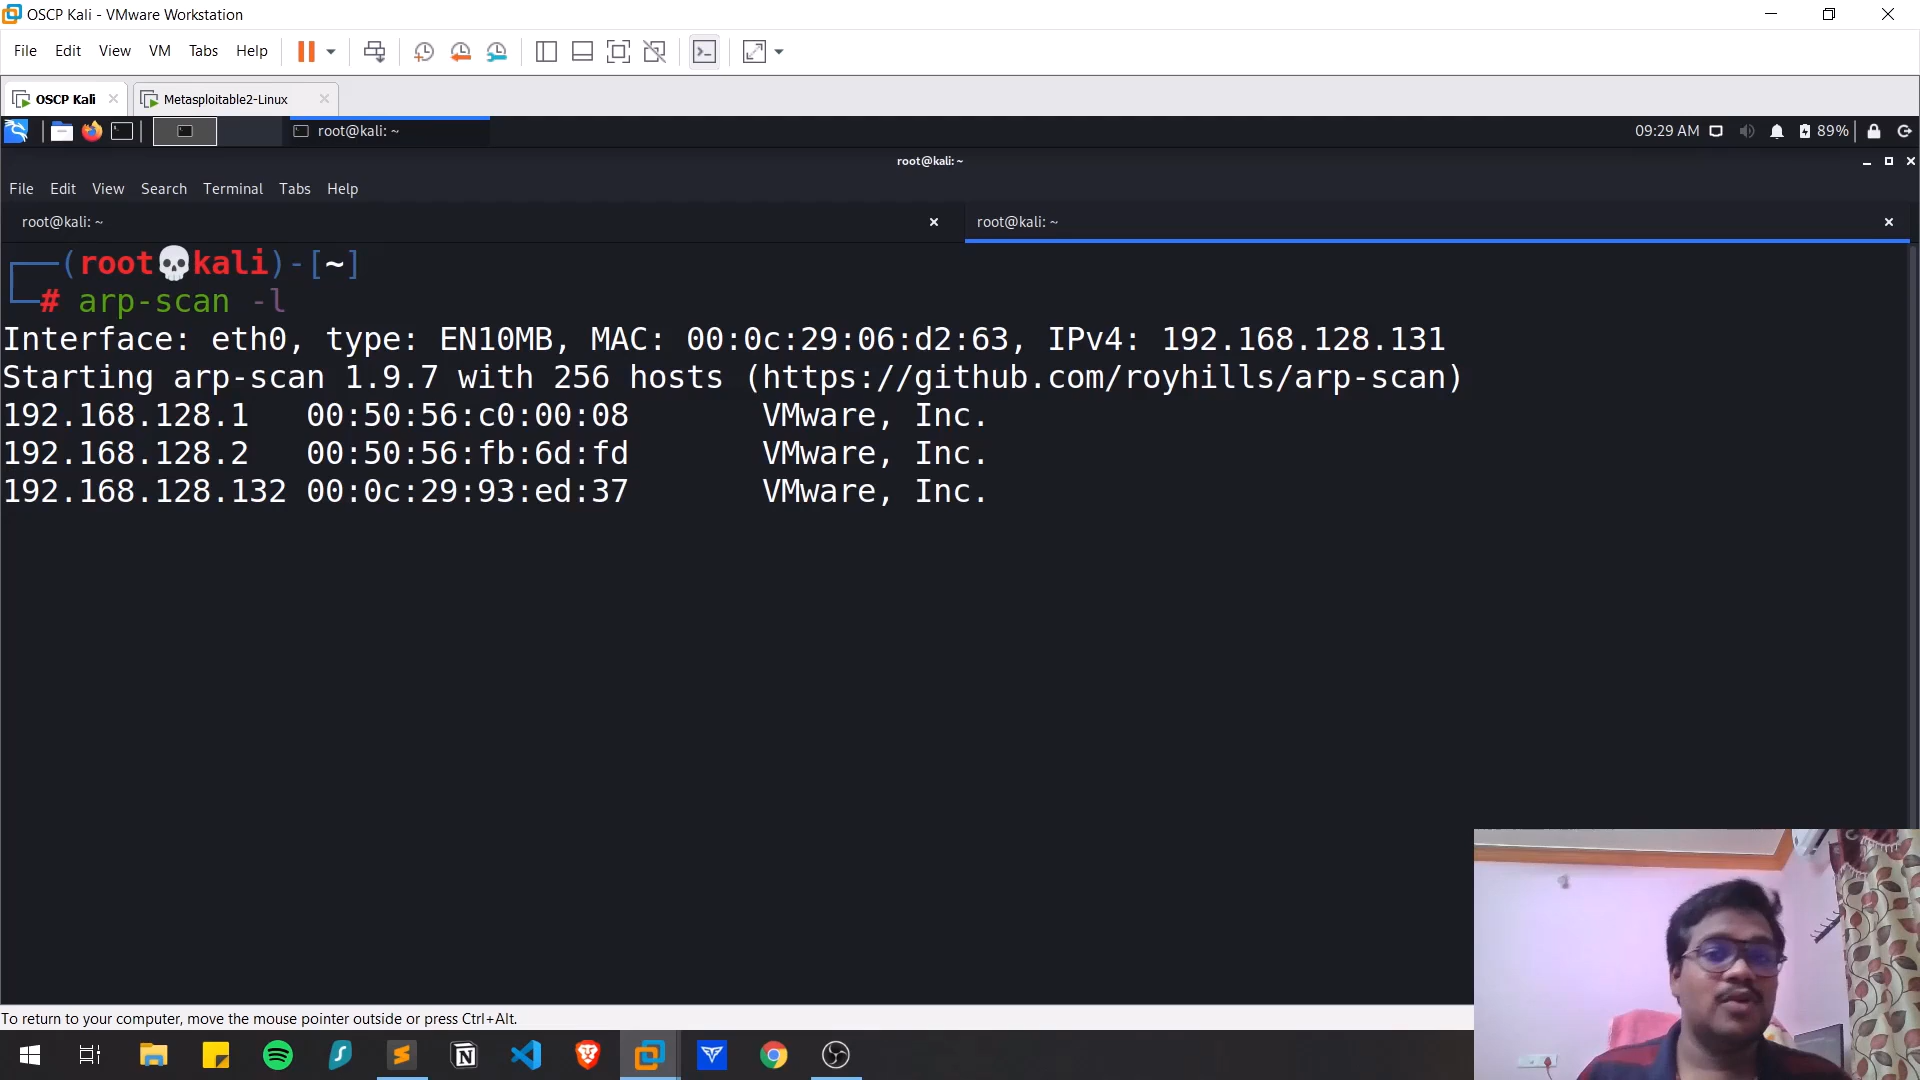 OSCP Kali - VMware Workstation
File Edit View VM Tabs Help
OSCP Kali Metasploitable2-Linux
root@kali: ~ 09:29 AM 89%
root@kali: ~
File Edit View Search Terminal Tabs Help
root@kali: ~ root@kali: ~
┌──(root💀kali)-[~]
└─# arp-scan -l
Interface: eth0, type: EN10MB, MAC: 00:0c:29:06:d2:63, IPv4: 192.168.128.131
Starting arp-scan 1.9.7 with 256 hosts (https://github.com/royhills/arp-scan)
192.168.128.1 00:50:56:c0:00:08 VMware, Inc.
192.168.128.2 00:50:56:fb:6d:fd VMware, Inc.
192.168.128.132 00:0c:29:93:ed:37 VMware, Inc.
To return to your computer, move the mouse pointer outside or press Ctrl+Alt.